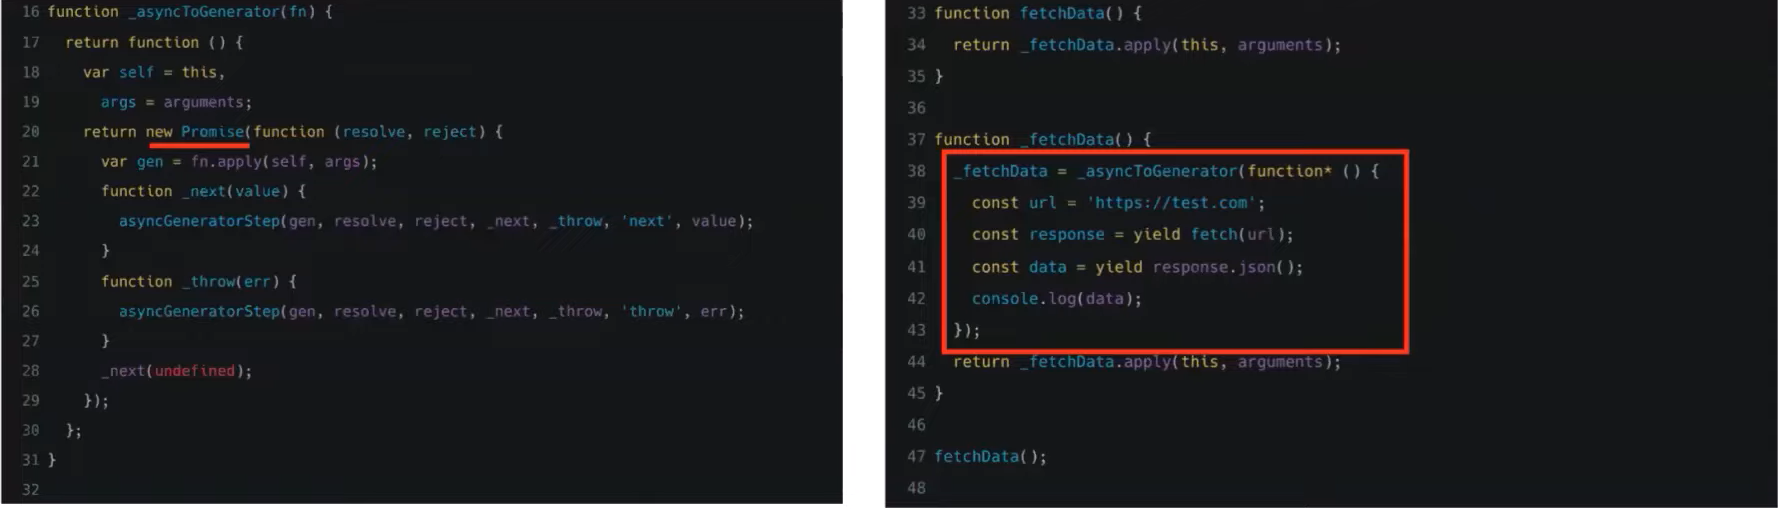 16 function _asyncToGenerator(fn) {
17   return function () {
18     var self = this,
19       args = arguments;
20     return new Promise(function (resolve, reject) {
21       var gen = fn.apply(self, args);
22       function _next(value) {
23         asyncGeneratorStep(gen, resolve, reject, _next, _throw, 'next', value);
24       }
25       function _throw(err) {
26         asyncGeneratorStep(gen, resolve, reject, _next, _throw, 'throw', err);
27       }
28       _next(undefined);
29     });
30   };
31 }
32
33 function fetchData() {
34   return _fetchData.apply(this, arguments);
35 }
36
37 function _fetchData() {
38   _fetchData = _asyncToGenerator(function* () {
39     const url = 'https://test.com';
40     const response = yield fetch(url);
41     const data = yield response.json();
42     console.log(data);
43   });
44   return _fetchData.apply(this, arguments);
45 }
46
47 fetchData();
48